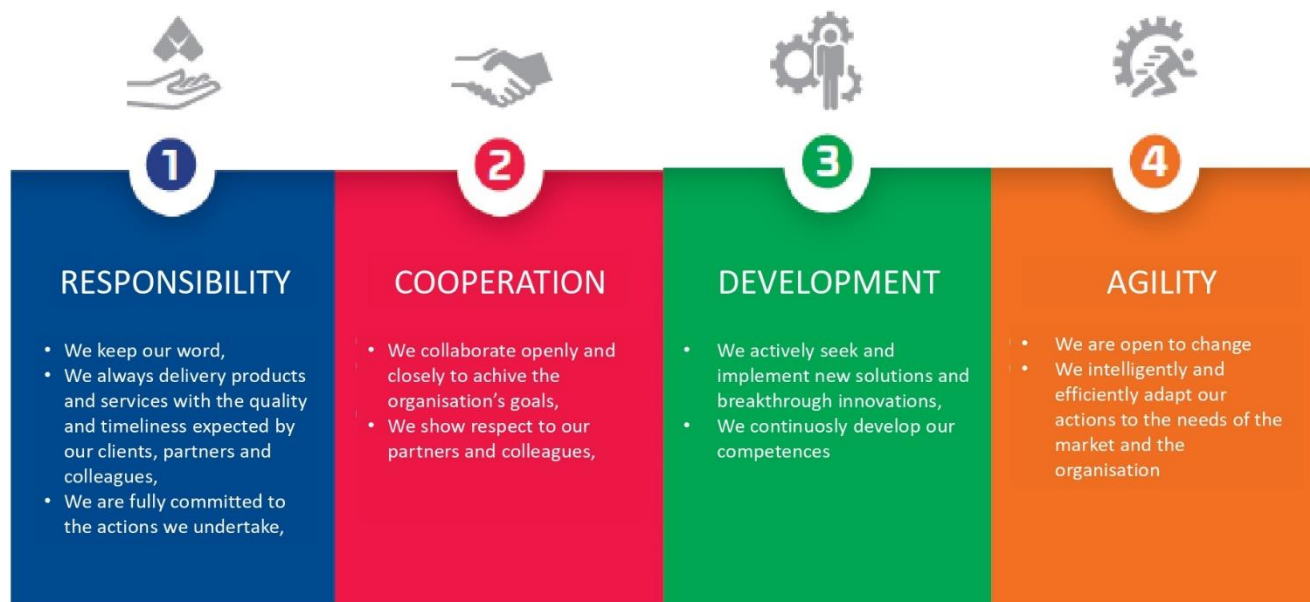 1
RESPONSIBILITY
• We keep our word,
• We always delivery products
and services with the quality
and timeliness expected by
our clients, partners and
colleagues,
• We are fully committed to
the actions we undertake,
2
COOPERATION
• We collaborate openly and
closely to achive the
organisation's goals,
• We show respect to our
partners and colleagues,
3
DEVELOPMENT
• We actively seek and
implement new solutions and
breakthrough innovations,
• We continuosly develop our
competences
4
AGILITY
• We are open to change
• We intelligently and
efficiently adapt our
actions to the needs of the
market and the
organisation